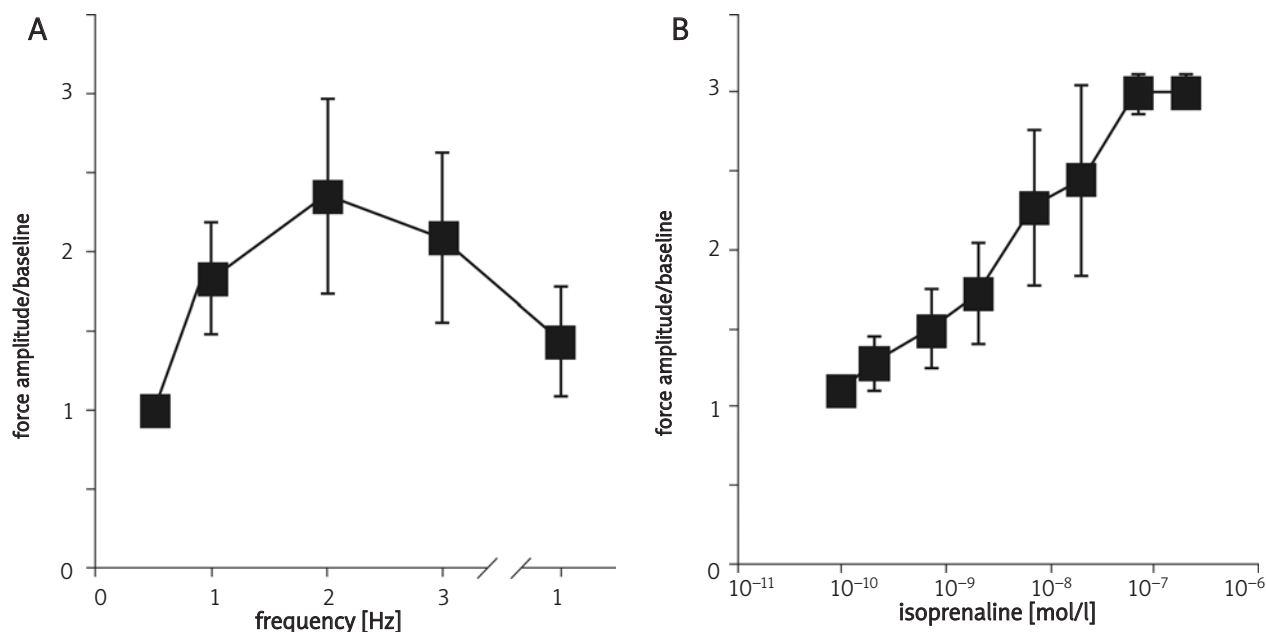 A
force amplitude/baseline
3
2
1
0
0 1 2 3 1
frequency [Hz]
B
force amplitude/baseline
3
2
1
0
10⁻¹¹ 10⁻¹⁰ 10⁻⁹ 10⁻⁸ 10⁻⁷ 10⁻⁶
isoprenaline [mol/l]